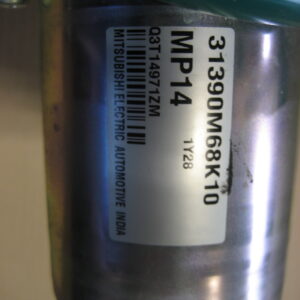 31390M68K10
MP14
1Y28
Q3T14971ZM
MITSUBISHI ELECTRIC AUTOMOTIVE INDIA